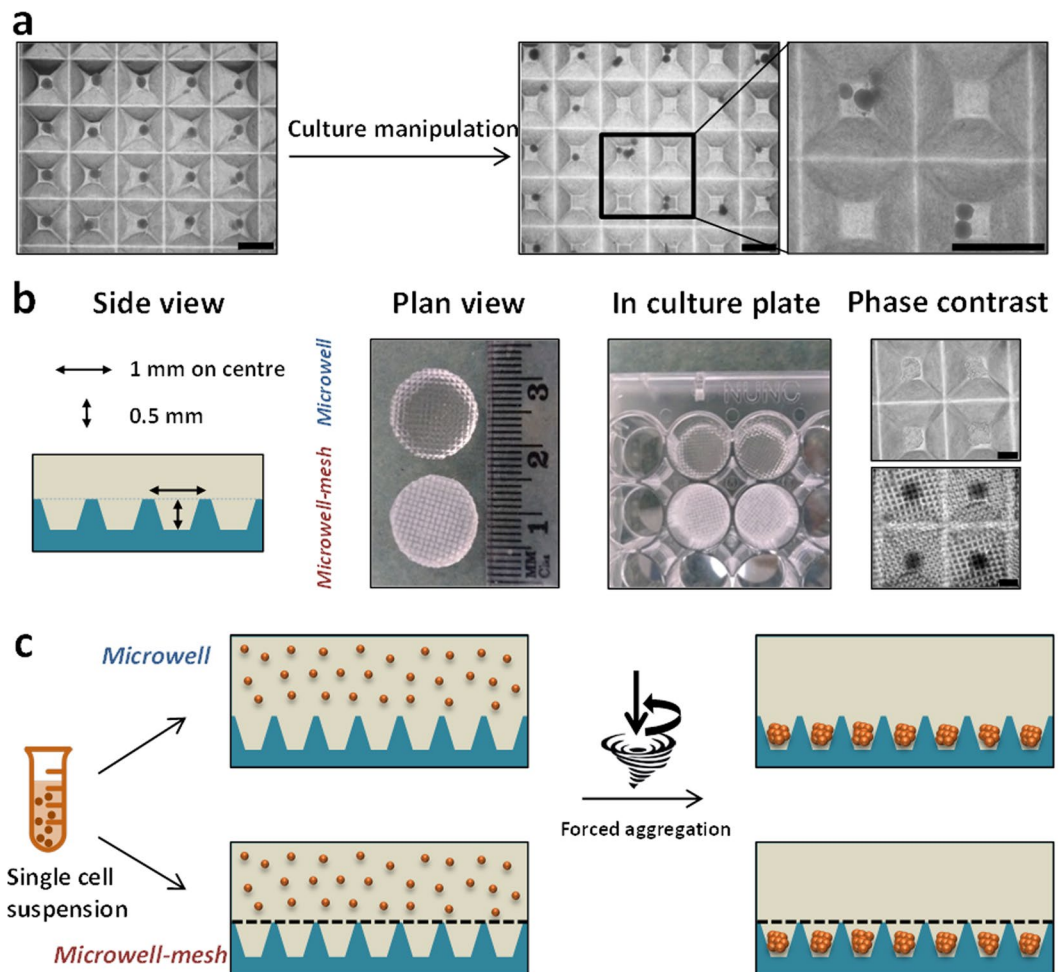 a
Culture manipulation
b
Side view
Plan view
In culture plate
Phase contrast
1 mm on centre
0.5 mm
Microwell
Microwell-mesh
3
2
1
MM
NUNC
c
Microwell
Single cell
suspension
Microwell-mesh
Forced aggregation